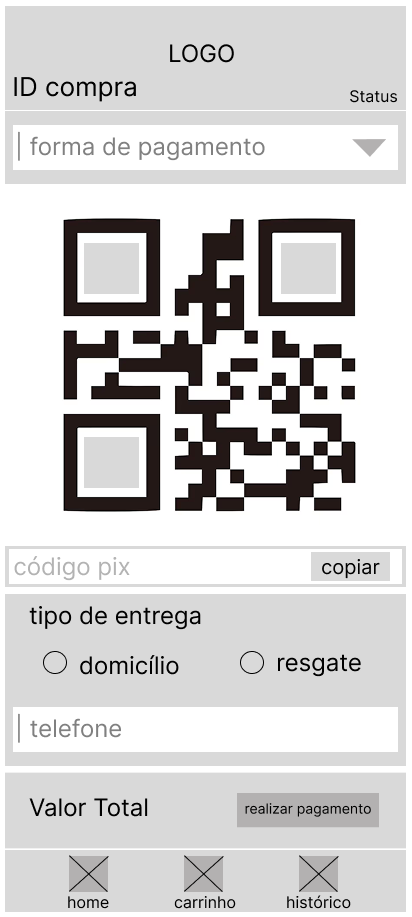 LOGO
ID compra
Status
forma de pagamento
código pix
copiar
tipo de entrega
domicílio
resgate
telefone
Valor Total
realizar pagamento
home
carrinho
histórico